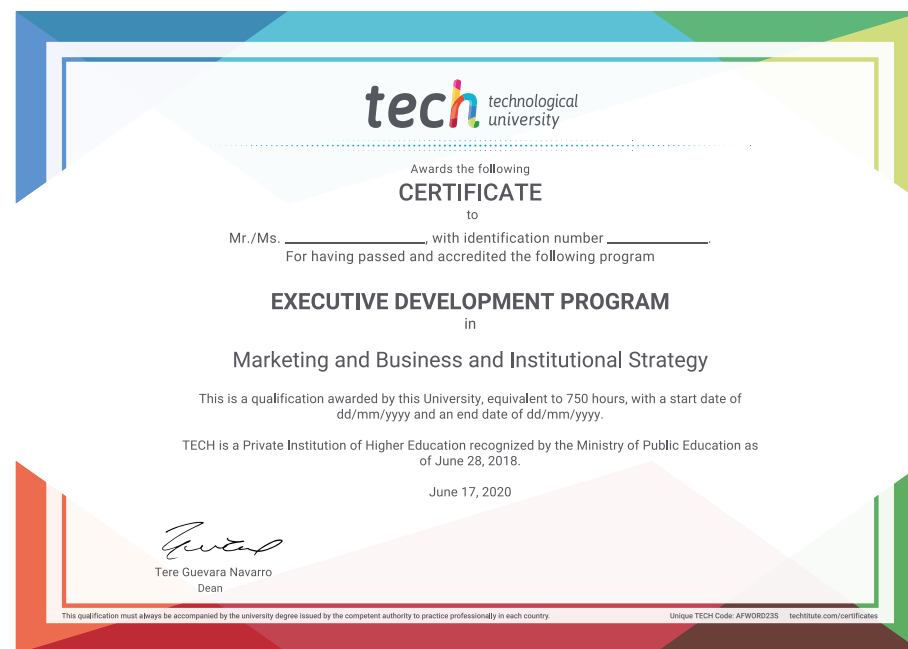 tech technological
university
Awards the following
CERTIFICATE
to
Mr./Ms. ____________________, with identification number ______________.
For having passed and accredited the following program
EXECUTIVE DEVELOPMENT PROGRAM
in
Marketing and Business and Institutional Strategy
This is a qualification awarded by this University, equivalent to 750 hours, with a start date of
dd/mm/yyyy and an end date of dd/mm/yyyy.
TECH is a Private Institution of Higher Education recognized by the Ministry of Public Education as
of June 28, 2018.
June 17, 2020
Tere Guevara Navarro
Dean
This qualification must always be accompanied by the university degree issued by the competent authority to practice professionally in each country. Unique TECH Code: AFWORD23S techtitute.com/certificates